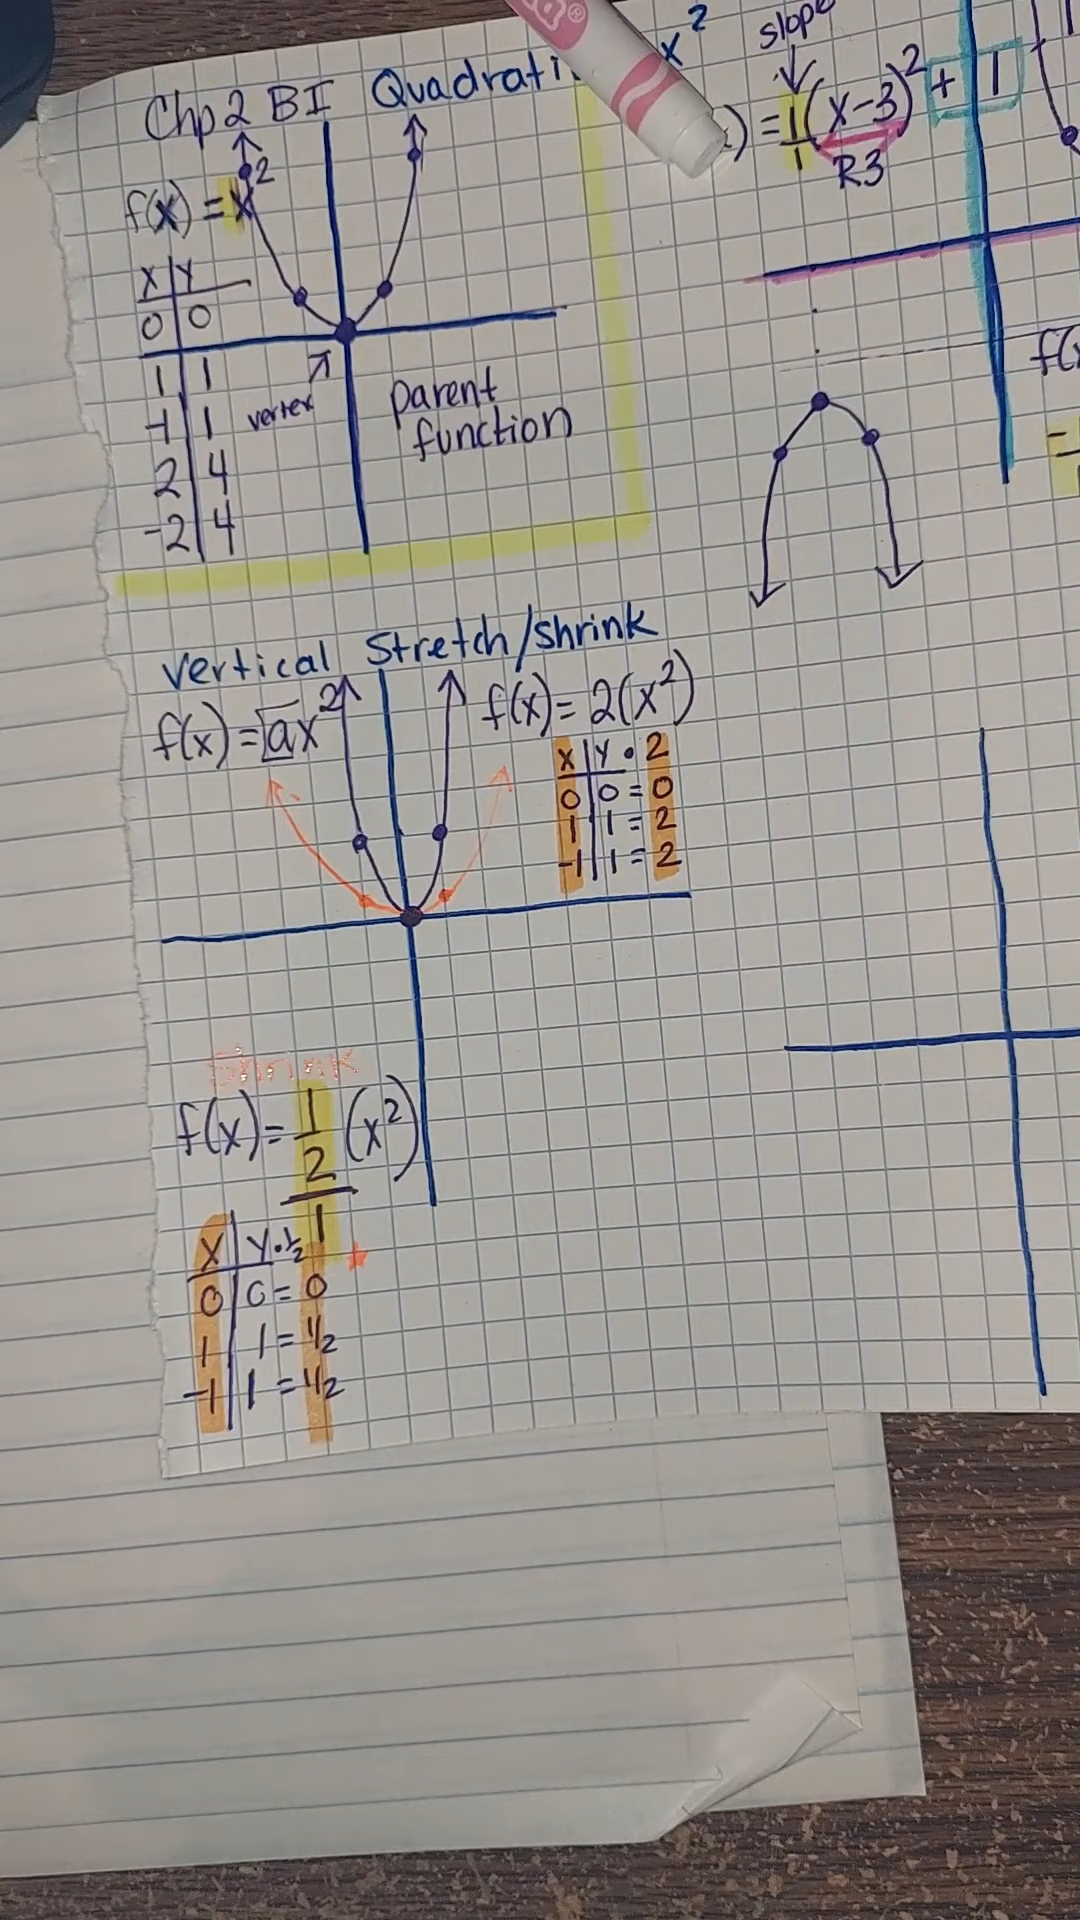 Chp 2 BI Quadrati x²
f(x) = x²
x y
0 0
1 1
-1 1
2 4
-2 4
vertex
parent
function
slope
) = 1/1 (x-3)² + 1
R3
f(
Vertical Stretch/shrink
f(x) = ax²
f(x) = 2(x²)
x y • 2
0 0 = 0
1 1 = 2
-1 1 = 2
Shrink
f(x) = 1/2 (x²)
1
x y • ½
0 0 = 0
1 1 = 1/2
-1 1 = 1/2